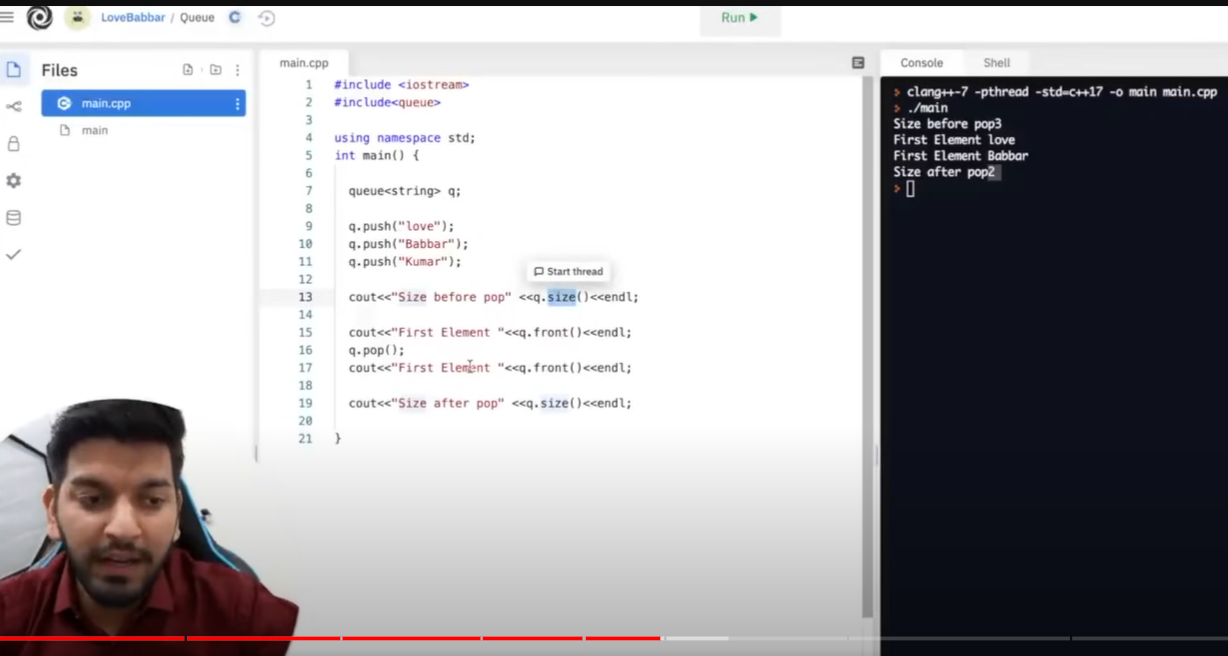 LoveBabbar / Queue
Run
Files
main.cpp
main
main.cpp
1 #include <iostream>
2 #include<queue>
3
4 using namespace std;
5 int main() {
6
7 queue<string> q;
8
9 q.push("love");
10 q.push("Babbar");
11 q.push("Kumar");
12
Start thread
13 cout<<"Size before pop" <<q.size()<<endl;
14
15 cout<<"First Element "<<q.front()<<endl;
16 q.pop();
17 cout<<"First Element "<<q.front()<<endl;
18
19 cout<<"Size after pop" <<q.size()<<endl;
20
21 }
Console Shell
> clang++-7 -pthread -std=c++17 -o main main.cpp
> ./main
Size before pop3
First Element love
First Element Babbar
Size after pop2
>